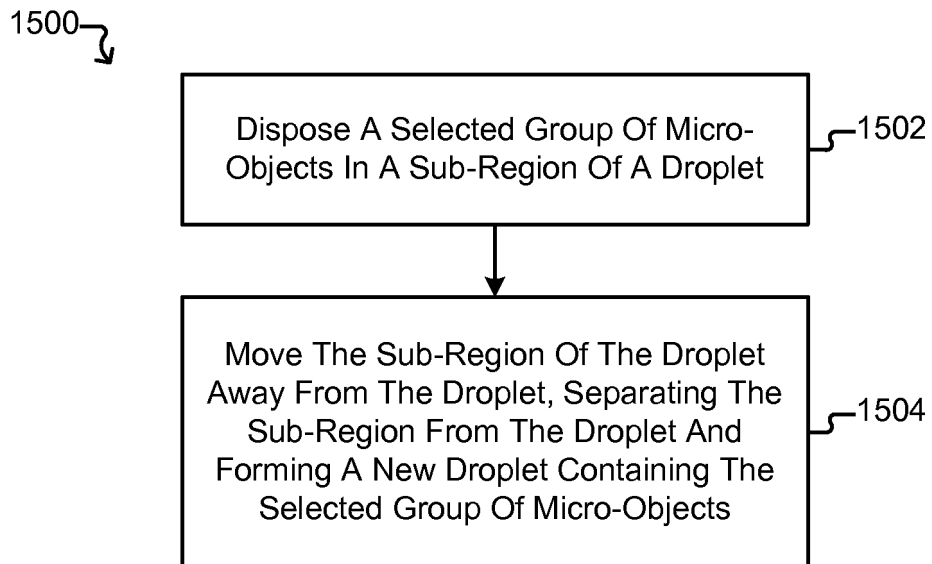 1500
Dispose A Selected Group Of Micro-
Objects In A Sub-Region Of A Droplet
1502
Move The Sub-Region Of The Droplet
Away From The Droplet, Separating The
Sub-Region From The Droplet And
Forming A New Droplet Containing The
Selected Group Of Micro-Objects
1504